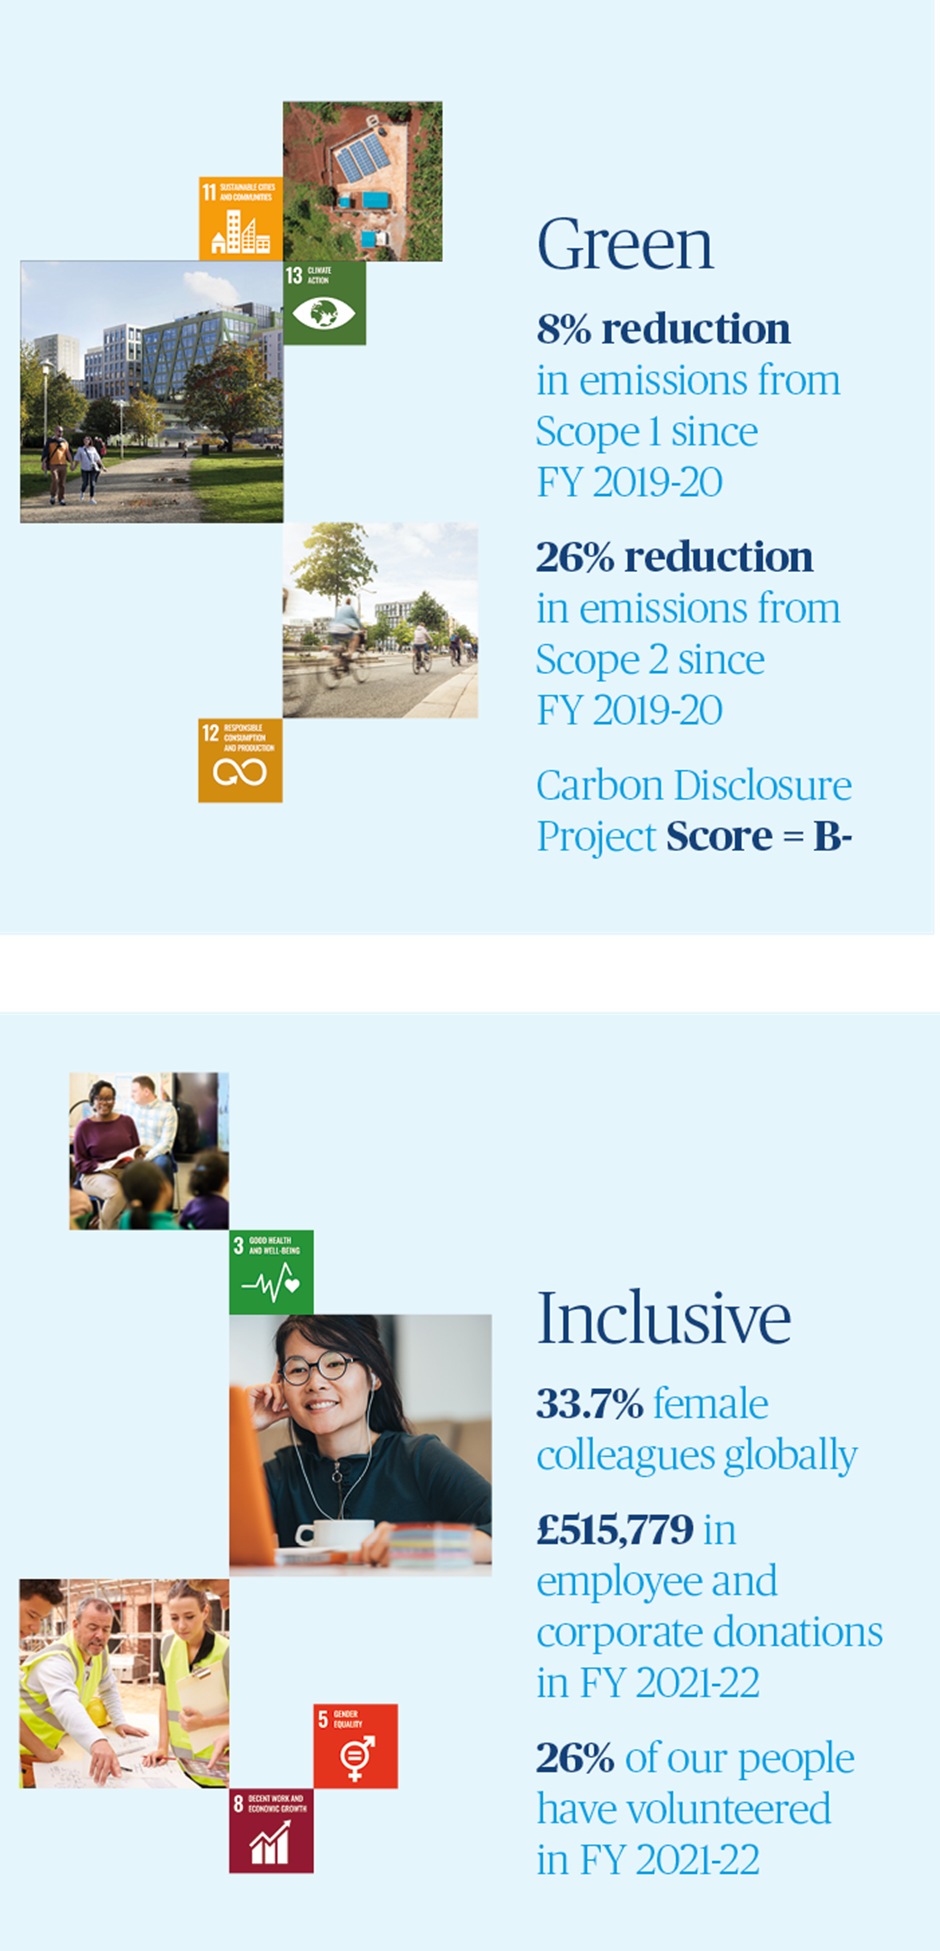 11 SUSTAINABLE CITIES
AND COMMUNITIES
13 CLIMATE
ACTION
12 RESPONSIBLE
CONSUMPTION
AND PRODUCTION
Green
8% reduction
in emissions from
Scope 1 since
FY 2019-20
26% reduction
in emissions from
Scope 2 since
FY 2019-20
Carbon Disclosure
Project Score = B-
3 GOOD HEALTH
AND WELL-BEING
5 GENDER
EQUALITY
8 DECENT WORK AND
ECONOMIC GROWTH
Inclusive
33.7% female
colleagues globally
£515,779 in
employee and
corporate donations
in FY 2021-22
26% of our people
have volunteered
in FY 2021-22